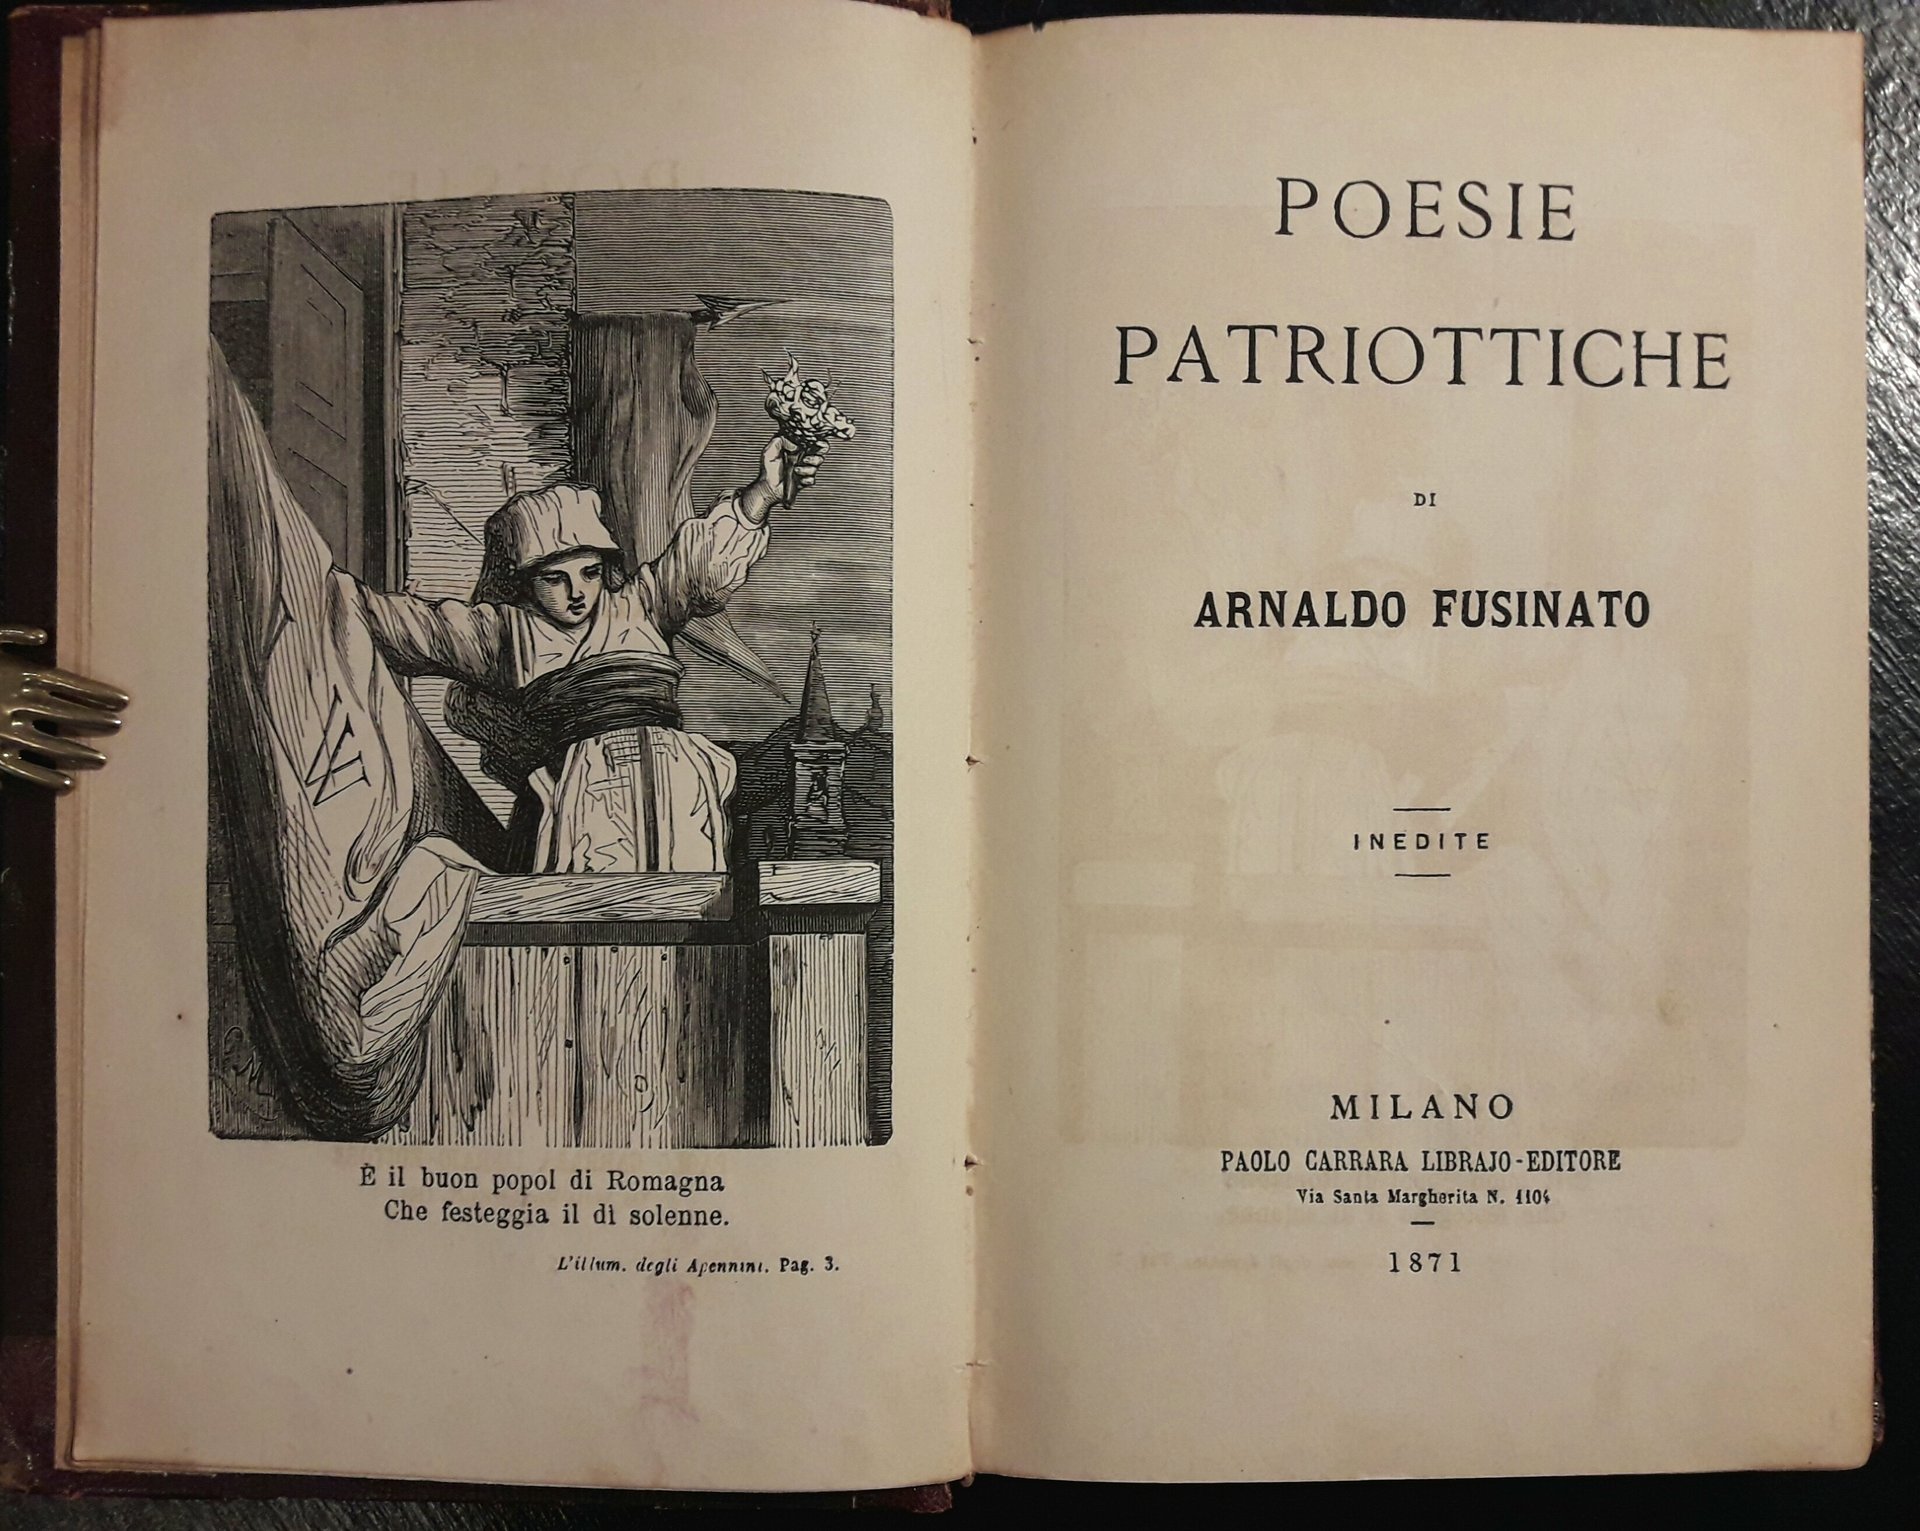 È il buon popol di Romagna
Che festeggia il dì solenne.
L'illum. degli Apennini. Pag. 3.
POESIE
PATRIOTTICHE
DI
ARNALDO FUSINATO
INEDITE
MILANO
PAOLO CARRARA LIBRAJO-EDITORE
Via Santa Margherita N. 1104
1871